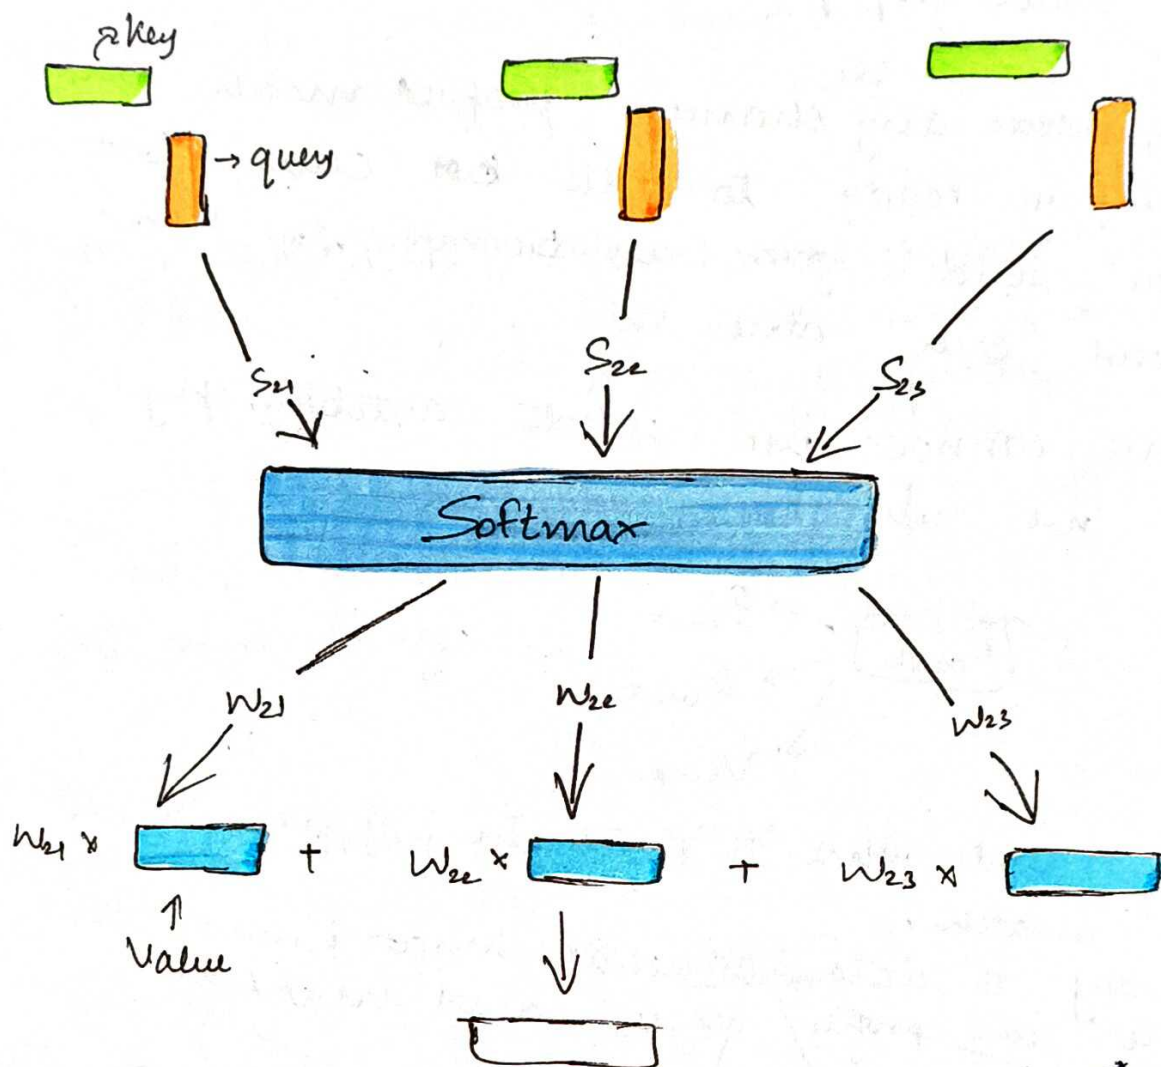 key
→ query
S21
S22
S23
Softmax
W21
W22
W23
W21 × + W22 × + W23 ×
Value